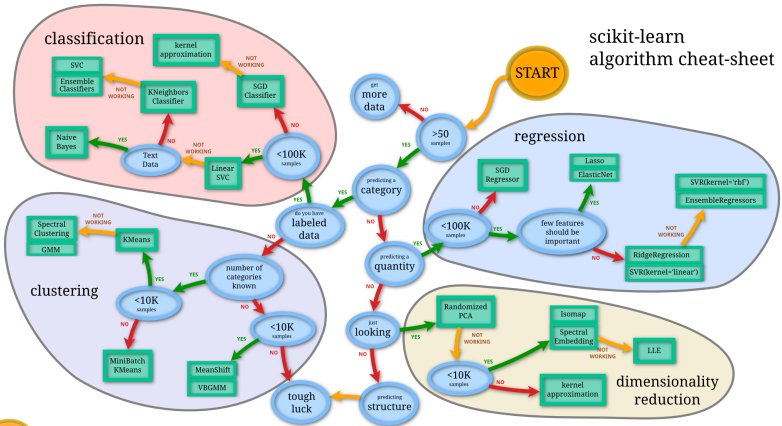 scikit-learn
algorithm cheat-sheet
START
classification
kernel
approximation
NOT
WORKING
SVC
Ensemble
Classifiers
NOT
WORKING
KNeighbors
Classifier
SGD
Classifier
NO
NO
Naive
Bayes
YES
Text
Data
NOT
WORKING
Linear
SVC
YES
<100K
samples
YES
get
more
data
NO
>50
samples
YES
predicting a
category
YES
do you have
labeled
data
NO
NO
predicting a
quantity
YES
NO
just
looking
YES
NO
predicting
structure
tough
luck
regression
SGD
Regressor
NO
<100K
samples
YES
Lasso
ElasticNet
YES
few features
should be
important
NO
SVR(kernel='rbf')
EnsembleRegressors
NOT
WORKING
RidgeRegression
SVR(kernel='linear')
clustering
Spectral
Clustering
GMM
NOT
WORKING
KMeans
YES
<10K
samples
YES
number of
categories
known
NO
NO
MiniBatch
KMeans
<10K
samples
YES
NO
MeanShift
VBGMM
dimensionality
reduction
Randomized
PCA
NOT
WORKING
<10K
samples
YES
NO
Isomap
Spectral
Embedding
NOT
WORKING
LLE
kernel
approximation